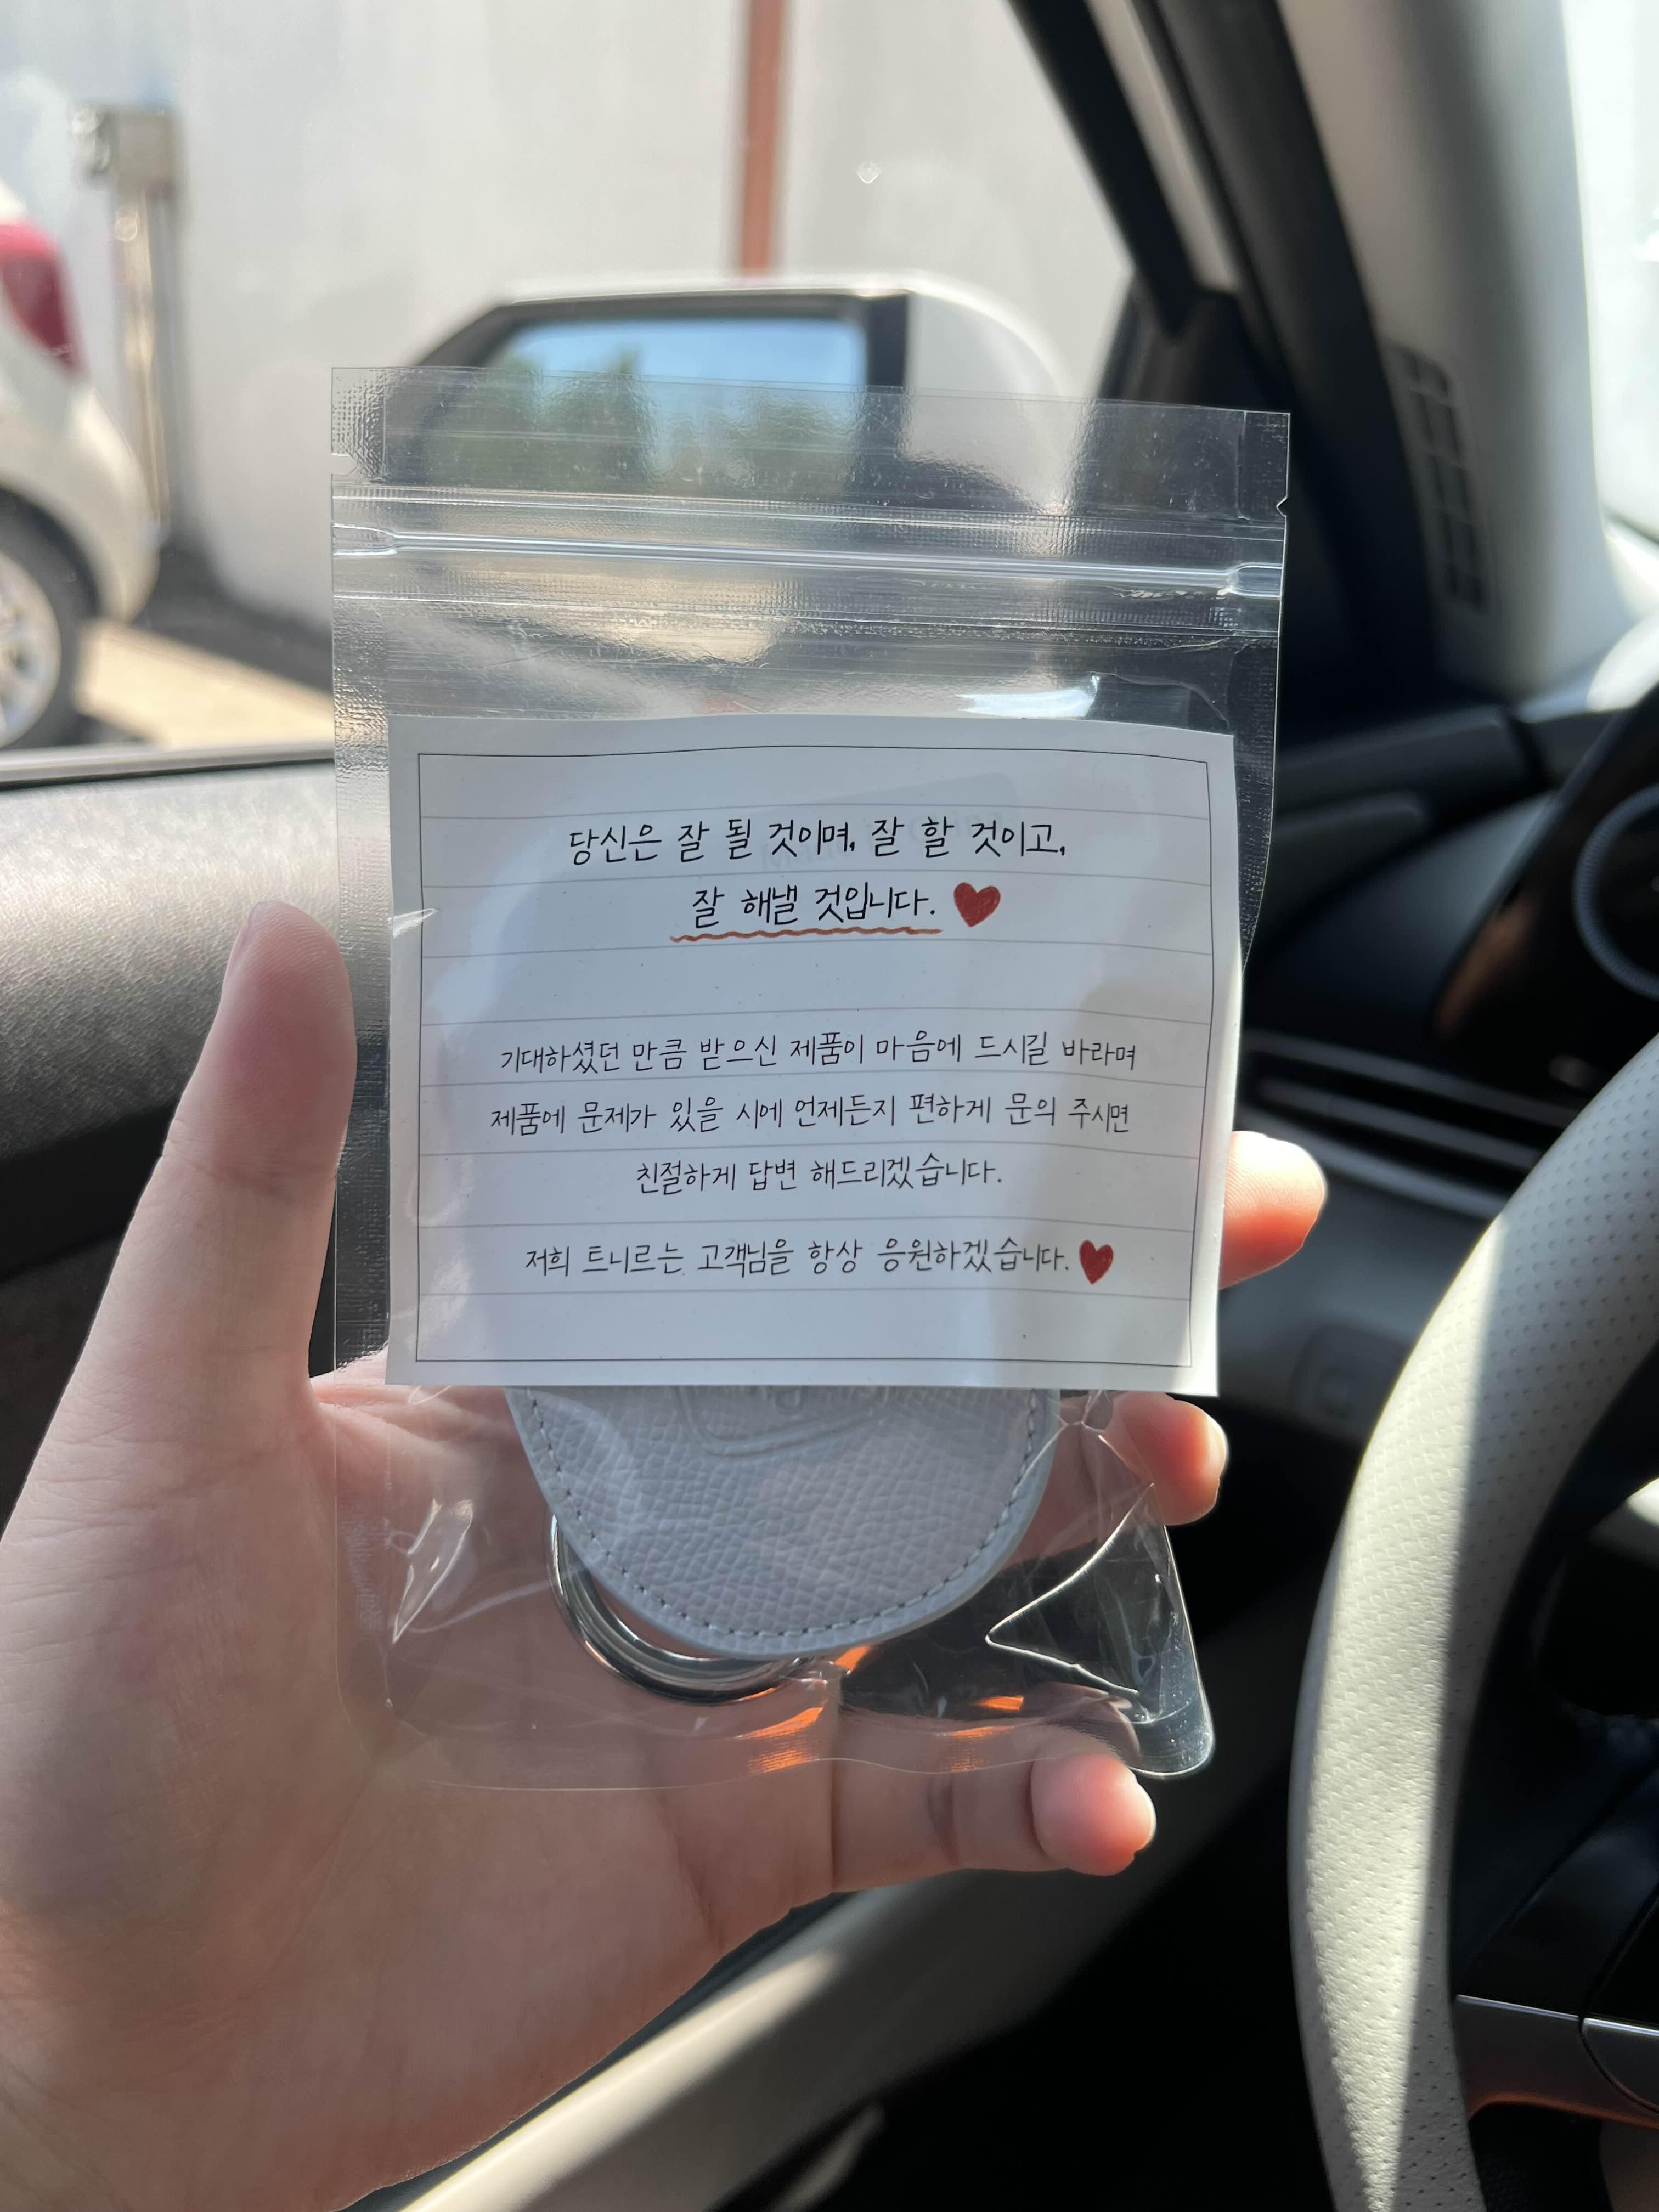 당신은 잘 될 것이며, 잘 할 것이고,
잘 해낼 것입니다.
기대하셨던 만큼 받으신 제품이 마음에 드시길 바라며
제품에 문제가 있을 시에 언제든지 편하게 문의 주시면
친절하게 답변 해드리겠습니다.
저희 트니르는 고객님을 항상 응원하겠습니다.